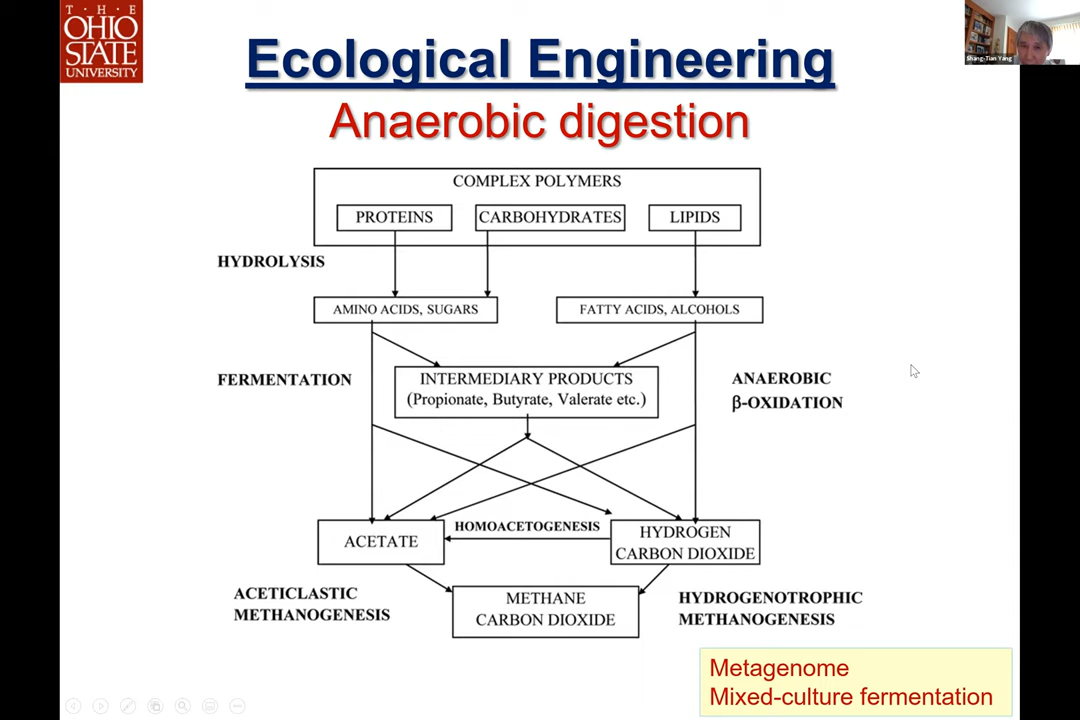 T · H · E
OHIO
STATE
UNIVERSITY
Shang-Tian Yang
Ecological Engineering
Anaerobic digestion
COMPLEX POLYMERS
PROTEINS
CARBOHYDRATES
LIPIDS
HYDROLYSIS
AMINO ACIDS, SUGARS
FATTY ACIDS, ALCOHOLS
FERMENTATION
INTERMEDIARY PRODUCTS
(Propionate, Butyrate, Valerate etc.)
ANAEROBIC
β-OXIDATION
ACETATE
HOMOACETOGENESIS
HYDROGEN
CARBON DIOXIDE
ACETICLASTIC
METHANOGENESIS
METHANE
CARBON DIOXIDE
HYDROGENOTROPHIC
METHANOGENESIS
Metagenome
Mixed-culture fermentation